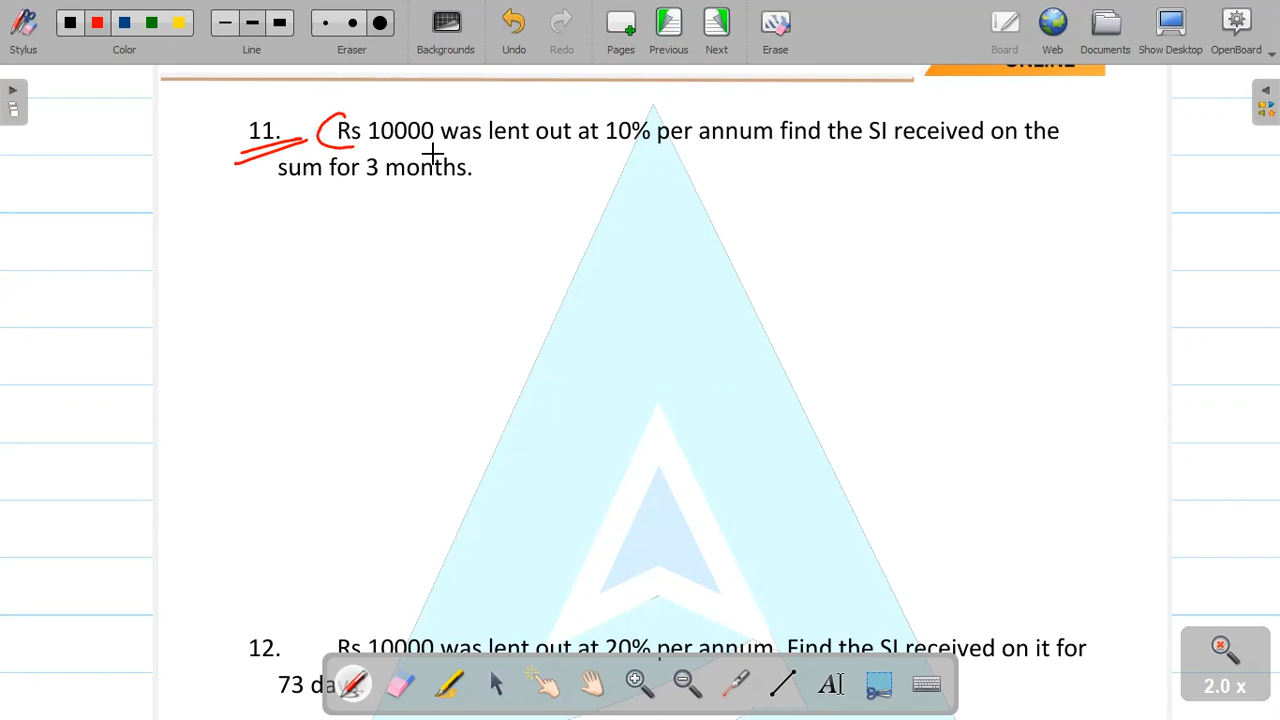 Stylus
Color
Line
Eraser
Backgrounds
Undo
Redo
Pages
Previous
Next
Erase
Board
Web
Documents
Show Desktop
OpenBoard
11. Rs 10000 was lent out at 10% per annum find the SI received on the
sum for 3 months.
12. Rs 10000 was lent out at 20% per annum. Find the SI received on it for
73
AI
2.0 x